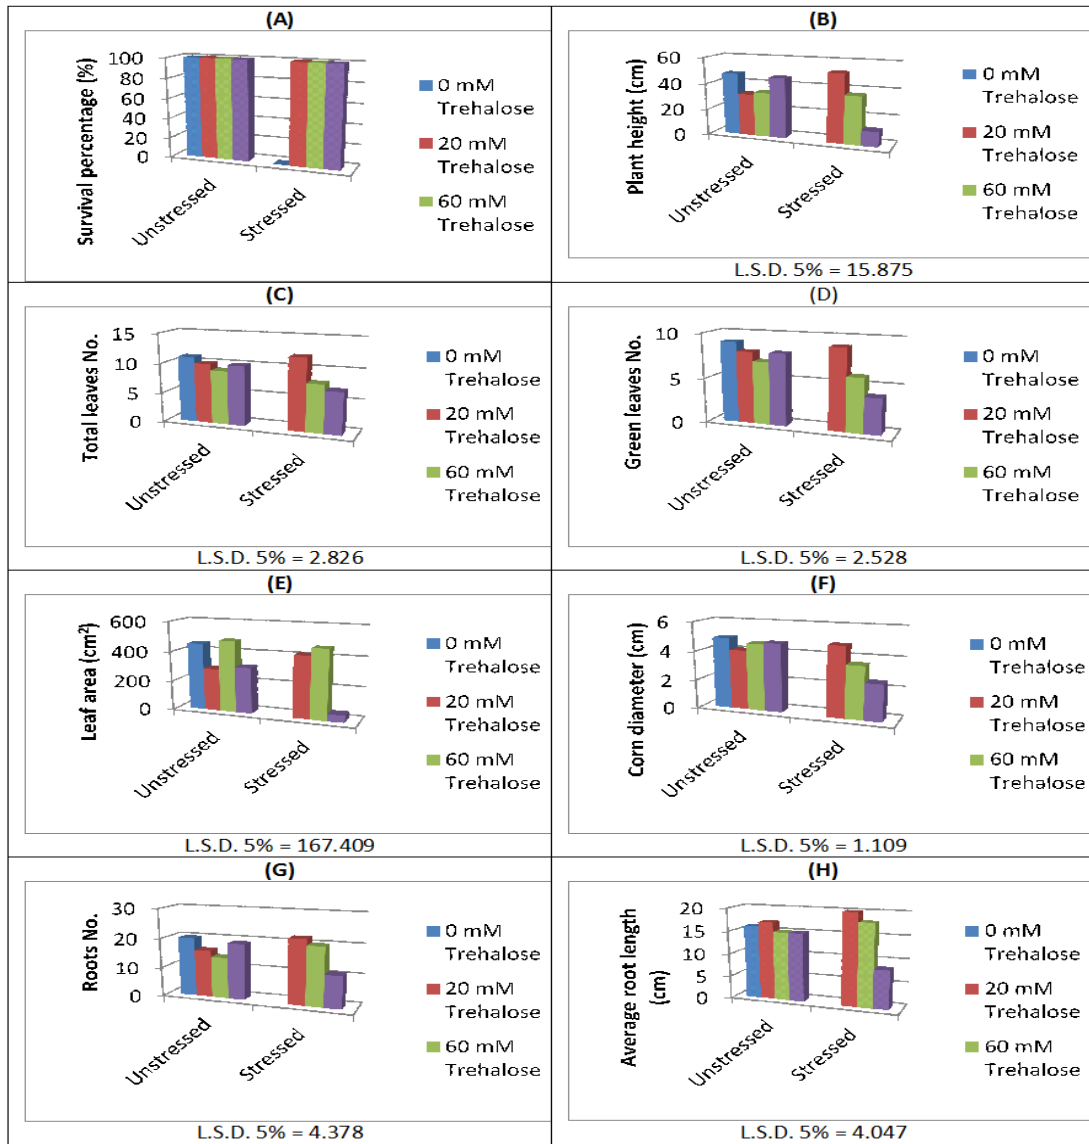 (A)
Survival percentage (%)
100
80
60
40
20
0
Unstressed
Stressed
0 mM
Trehalose
20 mM
Trehalose
60 mM
Trehalose
(B)
Plant height (cm)
60
40
20
0
Unstressed
Stressed
0 mM
Trehalose
20 mM
Trehalose
60 mM
Trehalose
L.S.D. 5% = 15.875
(C)
Total leaves No.
15
10
5
0
Unstressed
Stressed
0 mM
Trehalose
20 mM
Trehalose
60 mM
Trehalose
L.S.D. 5% = 2.826
(D)
Green leaves No.
10
5
0
Unstressed
Stressed
0 mM
Trehalose
20 mM
Trehalose
60 mM
Trehalose
L.S.D. 5% = 2.528
(E)
Leaf area (cm²)
600
400
200
0
Unstressed
Stressed
0 mM
Trehalose
20 mM
Trehalose
60 mM
Trehalose
L.S.D. 5% = 167.409
(F)
Corn diameter (cm)
6
4
2
0
Unstressed
Stressed
0 mM
Trehalose
20 mM
Trehalose
60 mM
Trehalose
L.S.D. 5% = 1.109
(G)
Roots No.
30
20
10
0
Unstressed
Stressed
0 mM
Trehalose
20 mM
Trehalose
60 mM
Trehalose
L.S.D. 5% = 4.378
(H)
Average root length
(cm)
20
15
10
5
0
Unstressed
Stressed
0 mM
Trehalose
20 mM
Trehalose
60 mM
Trehalose
L.S.D. 5% = 4.047